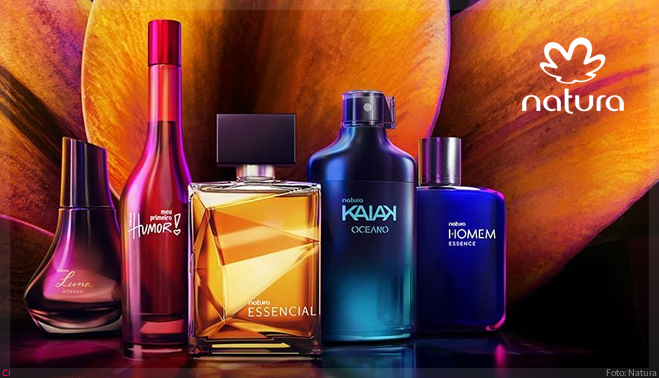 natura
meu
primeiro
HUMOR!
natura
ESSENCIAL
natura
KAIAK
OCEANO
natura
HOMEM
ESSENCE
Luna
intenso
CI
Foto: Natura